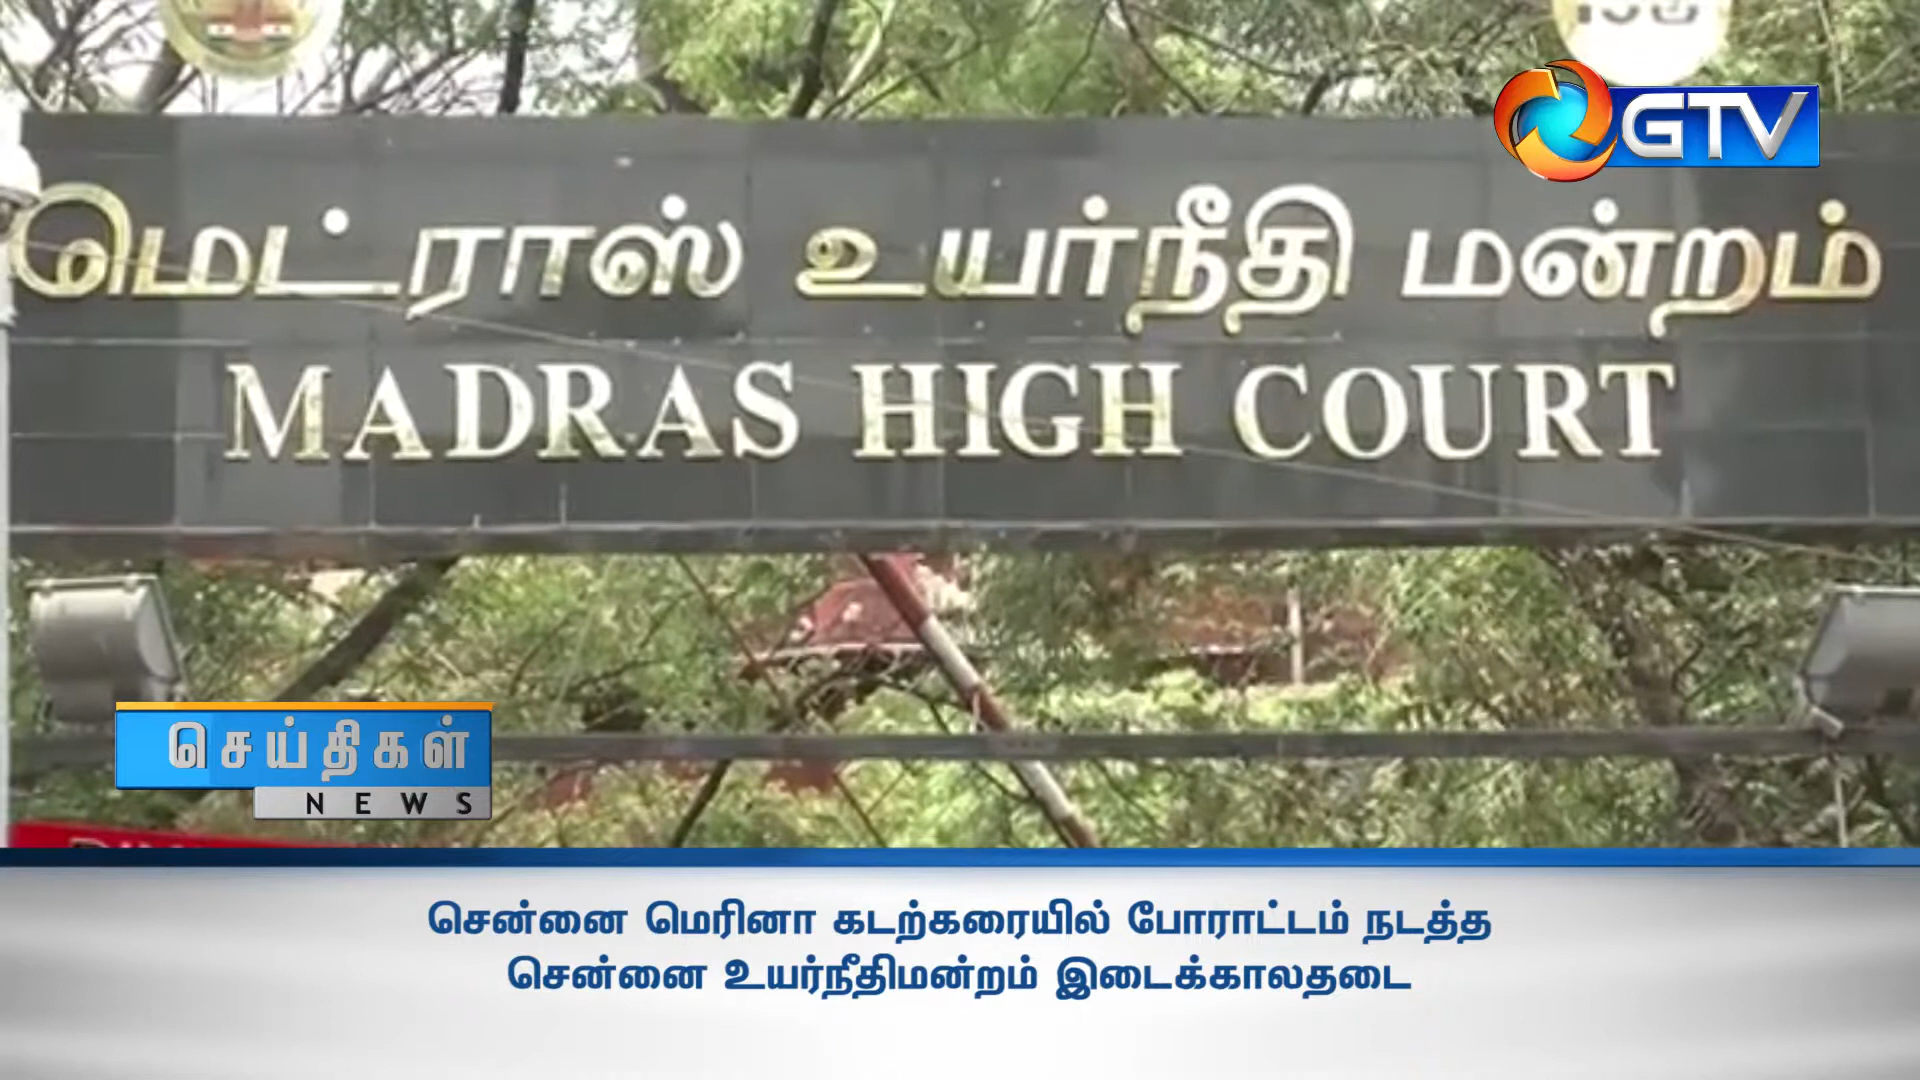 GTV
மெட்ராஸ் உயர்நீதி மன்றம்
MADRAS HIGH COURT
செய்திகள்
NEWS
சென்னை மெரினா கடற்கரையில் போராட்டம் நடத்த
சென்னை உயர்நீதிமன்றம் இடைக்காலதடை